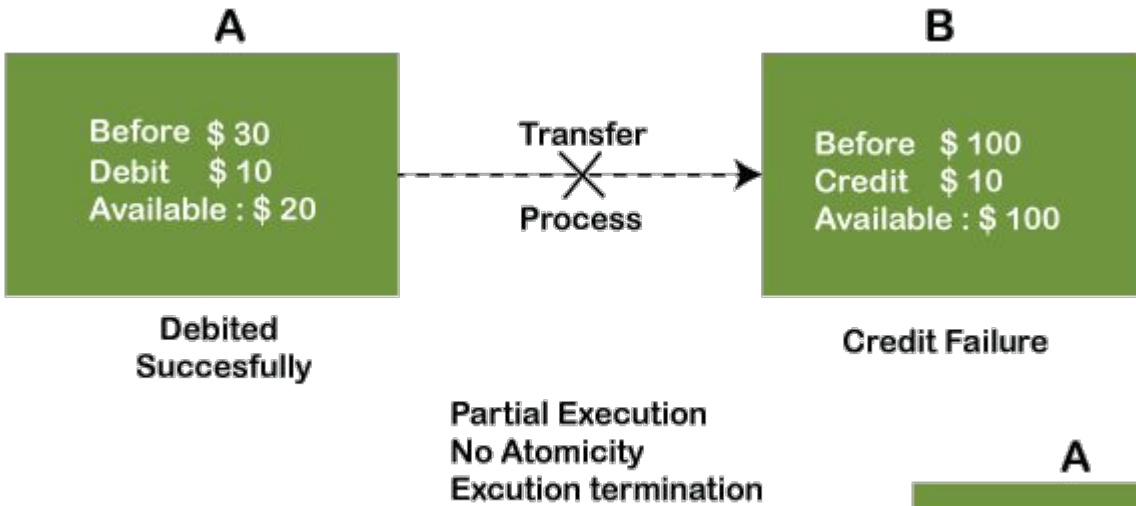 A
Before $ 30
Debit $ 10
Available : $ 20
Debited
Succesfully
Transfer
Process
B
Before $ 100
Credit $ 10
Available : $ 100
Credit Failure
Partial Execution
No Atomicity
Excution termination
A